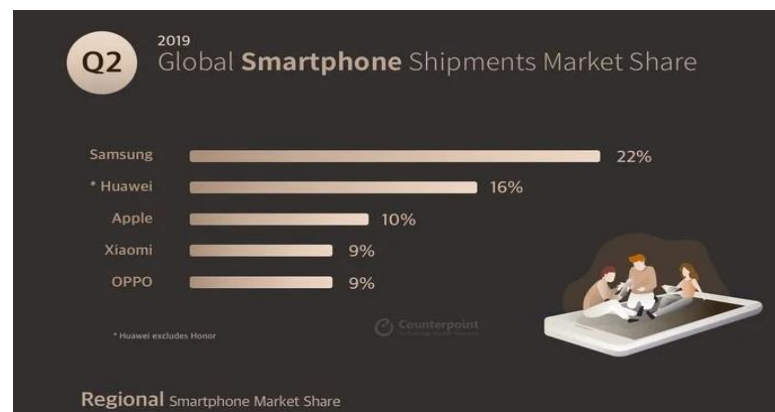 Q2
2019
Global Smartphone Shipments Market Share
Samsung 22%
* Huawei 16%
Apple 10%
Xiaomi 9%
OPPO 9%
* Huawei excludes Honor
Counterpoint
Regional Smartphone Market Share